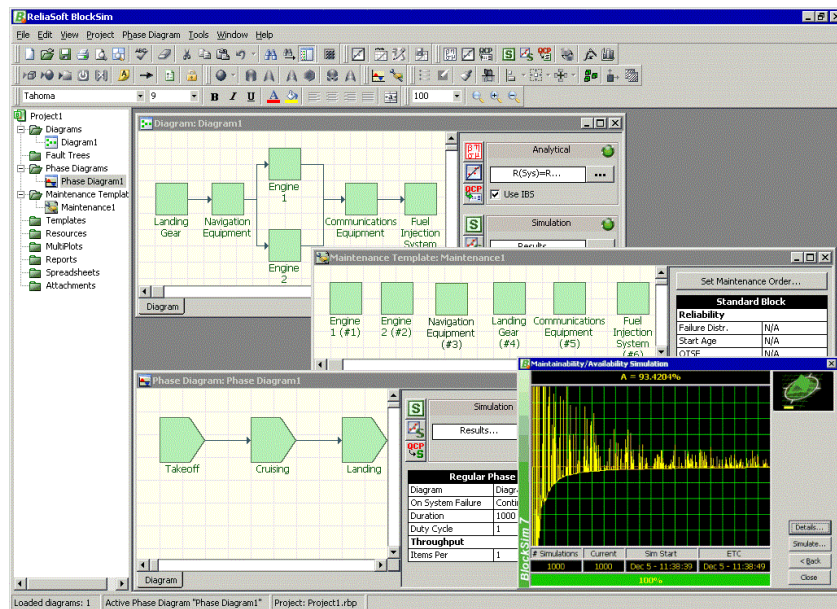 ReliaSoft BlockSim
File Edit View Project Phase Diagram Tools Window Help
Tahoma 9 B I U A 100
Project1
Diagrams
Diagram1
Fault Trees
Phase Diagrams
Phase Diagram1
Maintenance Templat
Maintenance1
Templates
Resources
MultiPlots
Reports
Spreadsheets
Attachments
Diagram: Diagram1
Landing Gear
Navigation Equipment
Engine 1
Engine 2
Communications Equipment
Fuel Injection System
Diagram
Analytical
R(Sys)=R... ...
QCP
Use IBS
Simulation
Results...
Maintenance Template: Maintenance1
Engine 1 (#1)
Engine 2 (#2)
Navigation Equipment (#3)
Landing Gear (#4)
Communications Equipment (#5)
Fuel Injection System (#6)
Set Maintenance Order...
Standard Block
Reliability
Failure Distr. N/A
Start Age N/A
QTSF N/A
Phase Diagram: Phase Diagram1
Takeoff
Cruising
Landing
Diagram
S
Simulation
Results...
QCP
Regular Phase
Diagram Diagra
On System Failure Contin
Duration 1000
Duty Cycle 1
Throughput
Items Per 1
Maintainability/Availability Simulation
A = 93.4204%
BlockSim 7
# Simulations Current Sim Start ETC
1000 1000 Dec 5 - 11:38:39 Dec 5 - 11:38:49
100%
Details...
Simulate...
< Back
Close
Loaded diagrams: 1 Active Phase Diagram "Phase Diagram1" Project: Project1.rbp